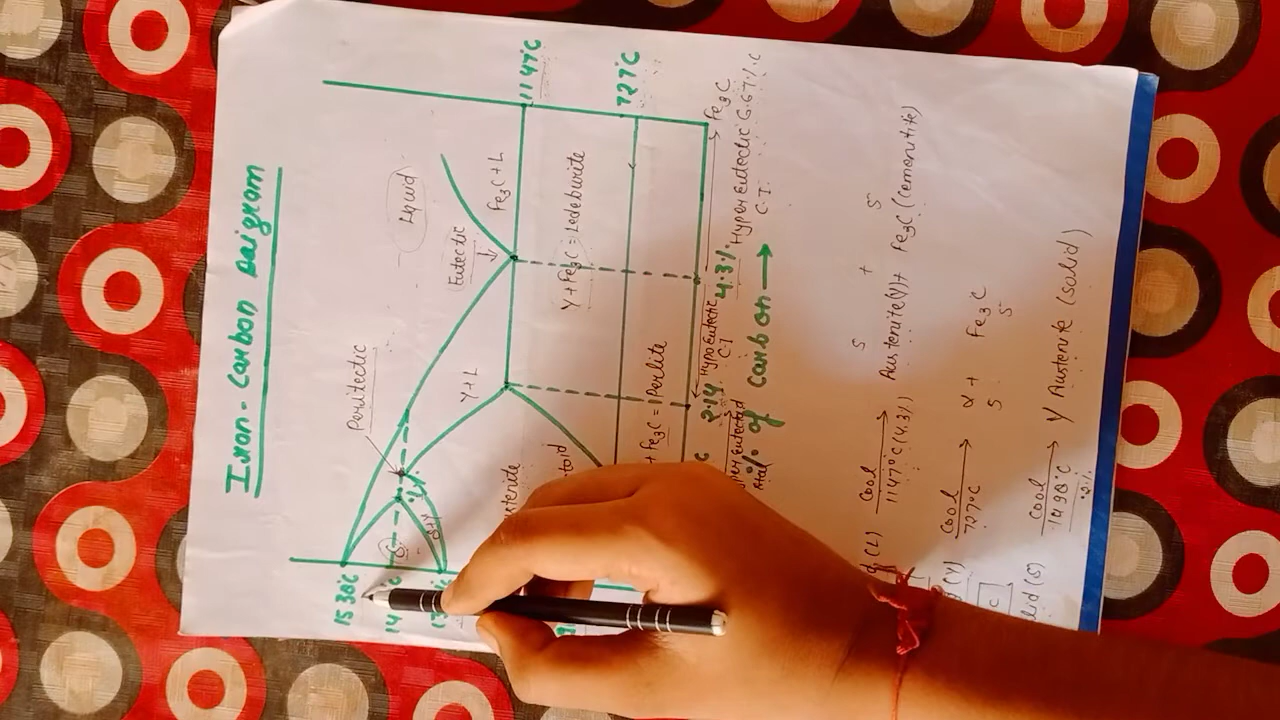 Iron-Carbon Daigram
Liquid
1147°C
727°C
Eutectic
↓
Fe3C+L
Peritectic
γ+L
γ+Fe3C = Ledeburite
+ Fe3C = Perlite
1538°C
2.14
4.3%
Fe3C
Hypo Eutectic
C.I
Hyper Eutectic 6.67% C
C.I.
% of Carbon →
S S + S
(L) Cool Austenite(γ) + Fe3C (Cementite)
1147°C (4.3%)
(γ) Cool → α + Fe3C
727°C S S
(δ) Cool → γ Austenite (solid)
1498°C